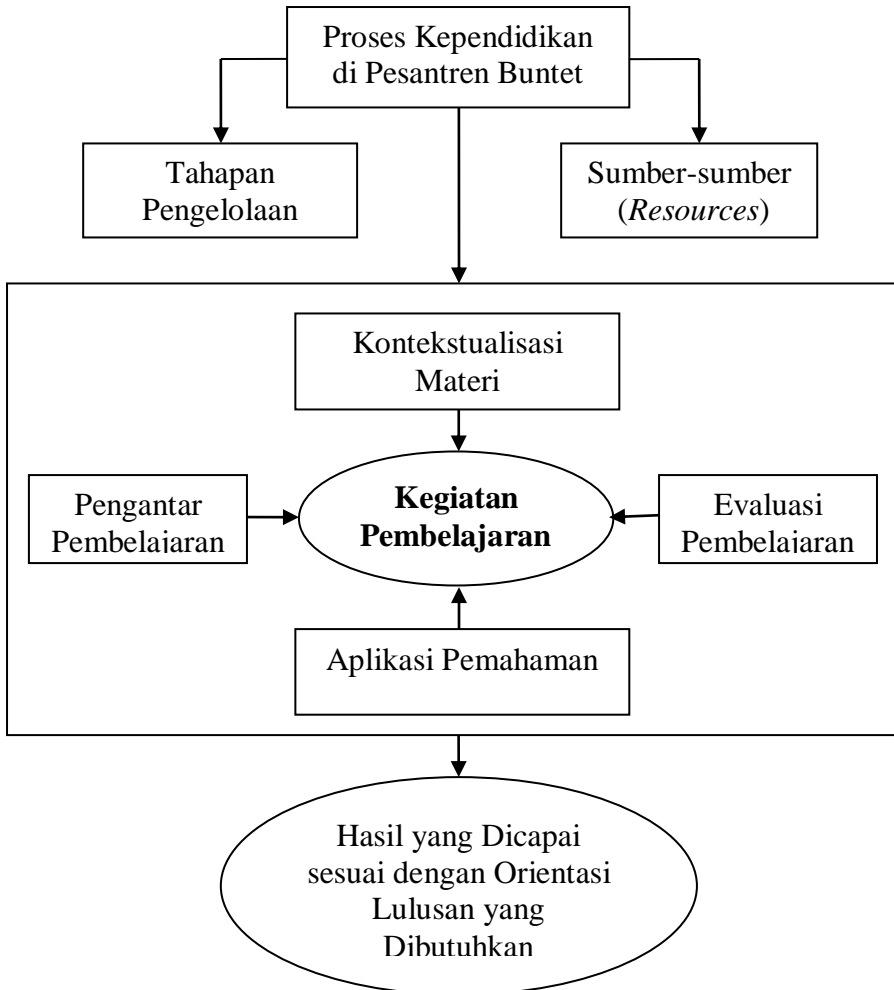 Proses Kependidikan
di Pesantren Buntet
Tahapan
Pengelolaan
Sumber-sumber
(Resources)
Kontekstualisasi
Materi
Pengantar
Pembelajaran
Kegiatan
Pembelajaran
Evaluasi
Pembelajaran
Aplikasi Pemahaman
Hasil yang Dicapai
sesuai dengan Orientasi
Lulusan yang
Dibutuhkan